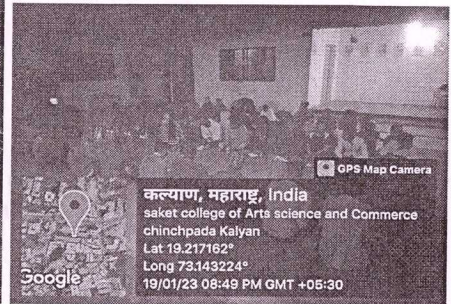 GPS Map Camera
कल्याण, महाराष्ट्र, India
saket college of Arts science and Commerce
chinchpada Kalyan
Lat 19.217162°
Long 73.143224°
19/01/23 08:49 PM GMT +05:30
Google